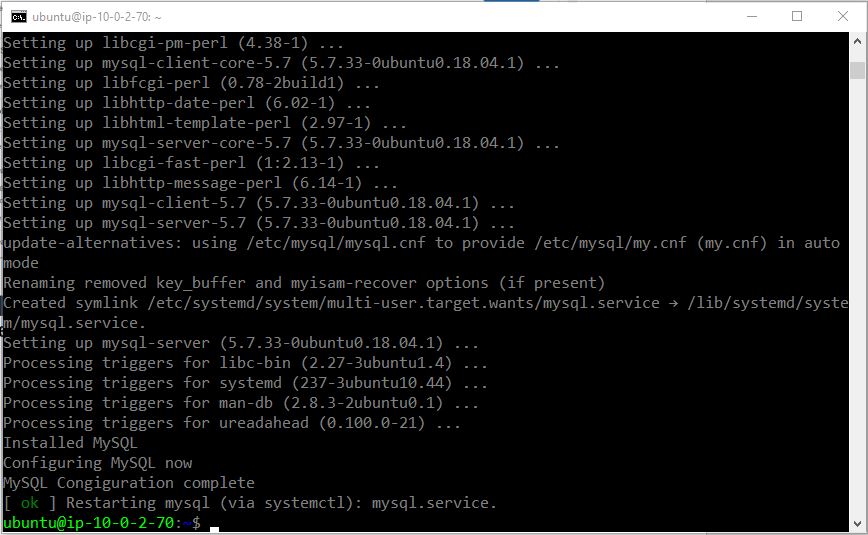 ubuntu@ip-10-0-2-70: ~
Setting up libcgi-pm-perl (4.38-1) ...
Setting up mysql-client-core-5.7 (5.7.33-0ubuntu0.18.04.1) ...
Setting up libfcgi-perl (0.78-2build1) ...
Setting up libhttp-date-perl (6.02-1) ...
Setting up libhtml-template-perl (2.97-1) ...
Setting up mysql-server-core-5.7 (5.7.33-0ubuntu0.18.04.1) ...
Setting up libcgi-fast-perl (1:2.13-1) ...
Setting up libhttp-message-perl (6.14-1) ...
Setting up mysql-client-5.7 (5.7.33-0ubuntu0.18.04.1) ...
Setting up mysql-server-5.7 (5.7.33-0ubuntu0.18.04.1) ...
update-alternatives: using /etc/mysql/mysql.cnf to provide /etc/mysql/my.cnf (my.cnf) in auto
mode
Renaming removed key_buffer and myisam-recover options (if present)
Created symlink /etc/systemd/system/multi-user.target.wants/mysql.service → /lib/systemd/syste
m/mysql.service.
Setting up mysql-server (5.7.33-0ubuntu0.18.04.1) ...
Processing triggers for libc-bin (2.27-3ubuntu1.4) ...
Processing triggers for systemd (237-3ubuntu10.44) ...
Processing triggers for man-db (2.8.3-2ubuntu0.1) ...
Processing triggers for ureadahead (0.100.0-21) ...
Installed MySQL
Configuring MySQL now
MySQL Congiguration complete
[ ok ] Restarting mysql (via systemctl): mysql.service.
ubuntu@ip-10-0-2-70:~$